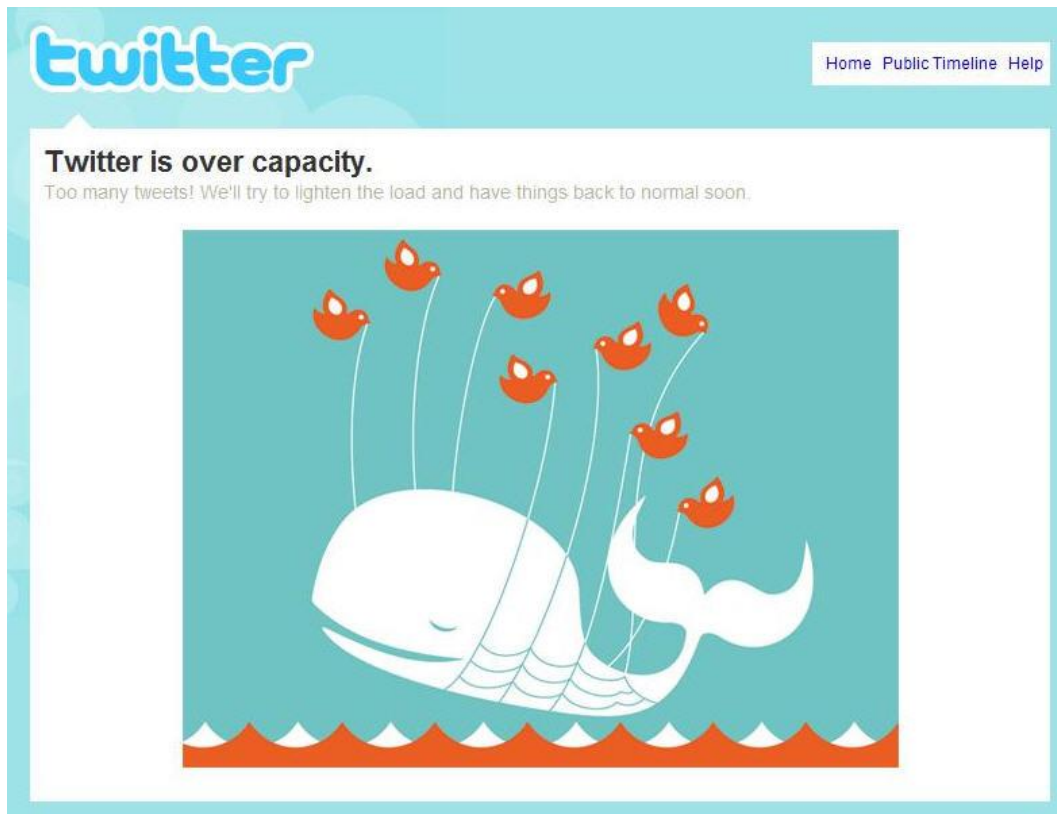 twitter
Home Public Timeline Help
Twitter is over capacity.
Too many tweets! We'll try to lighten the load and have things back to normal soon.